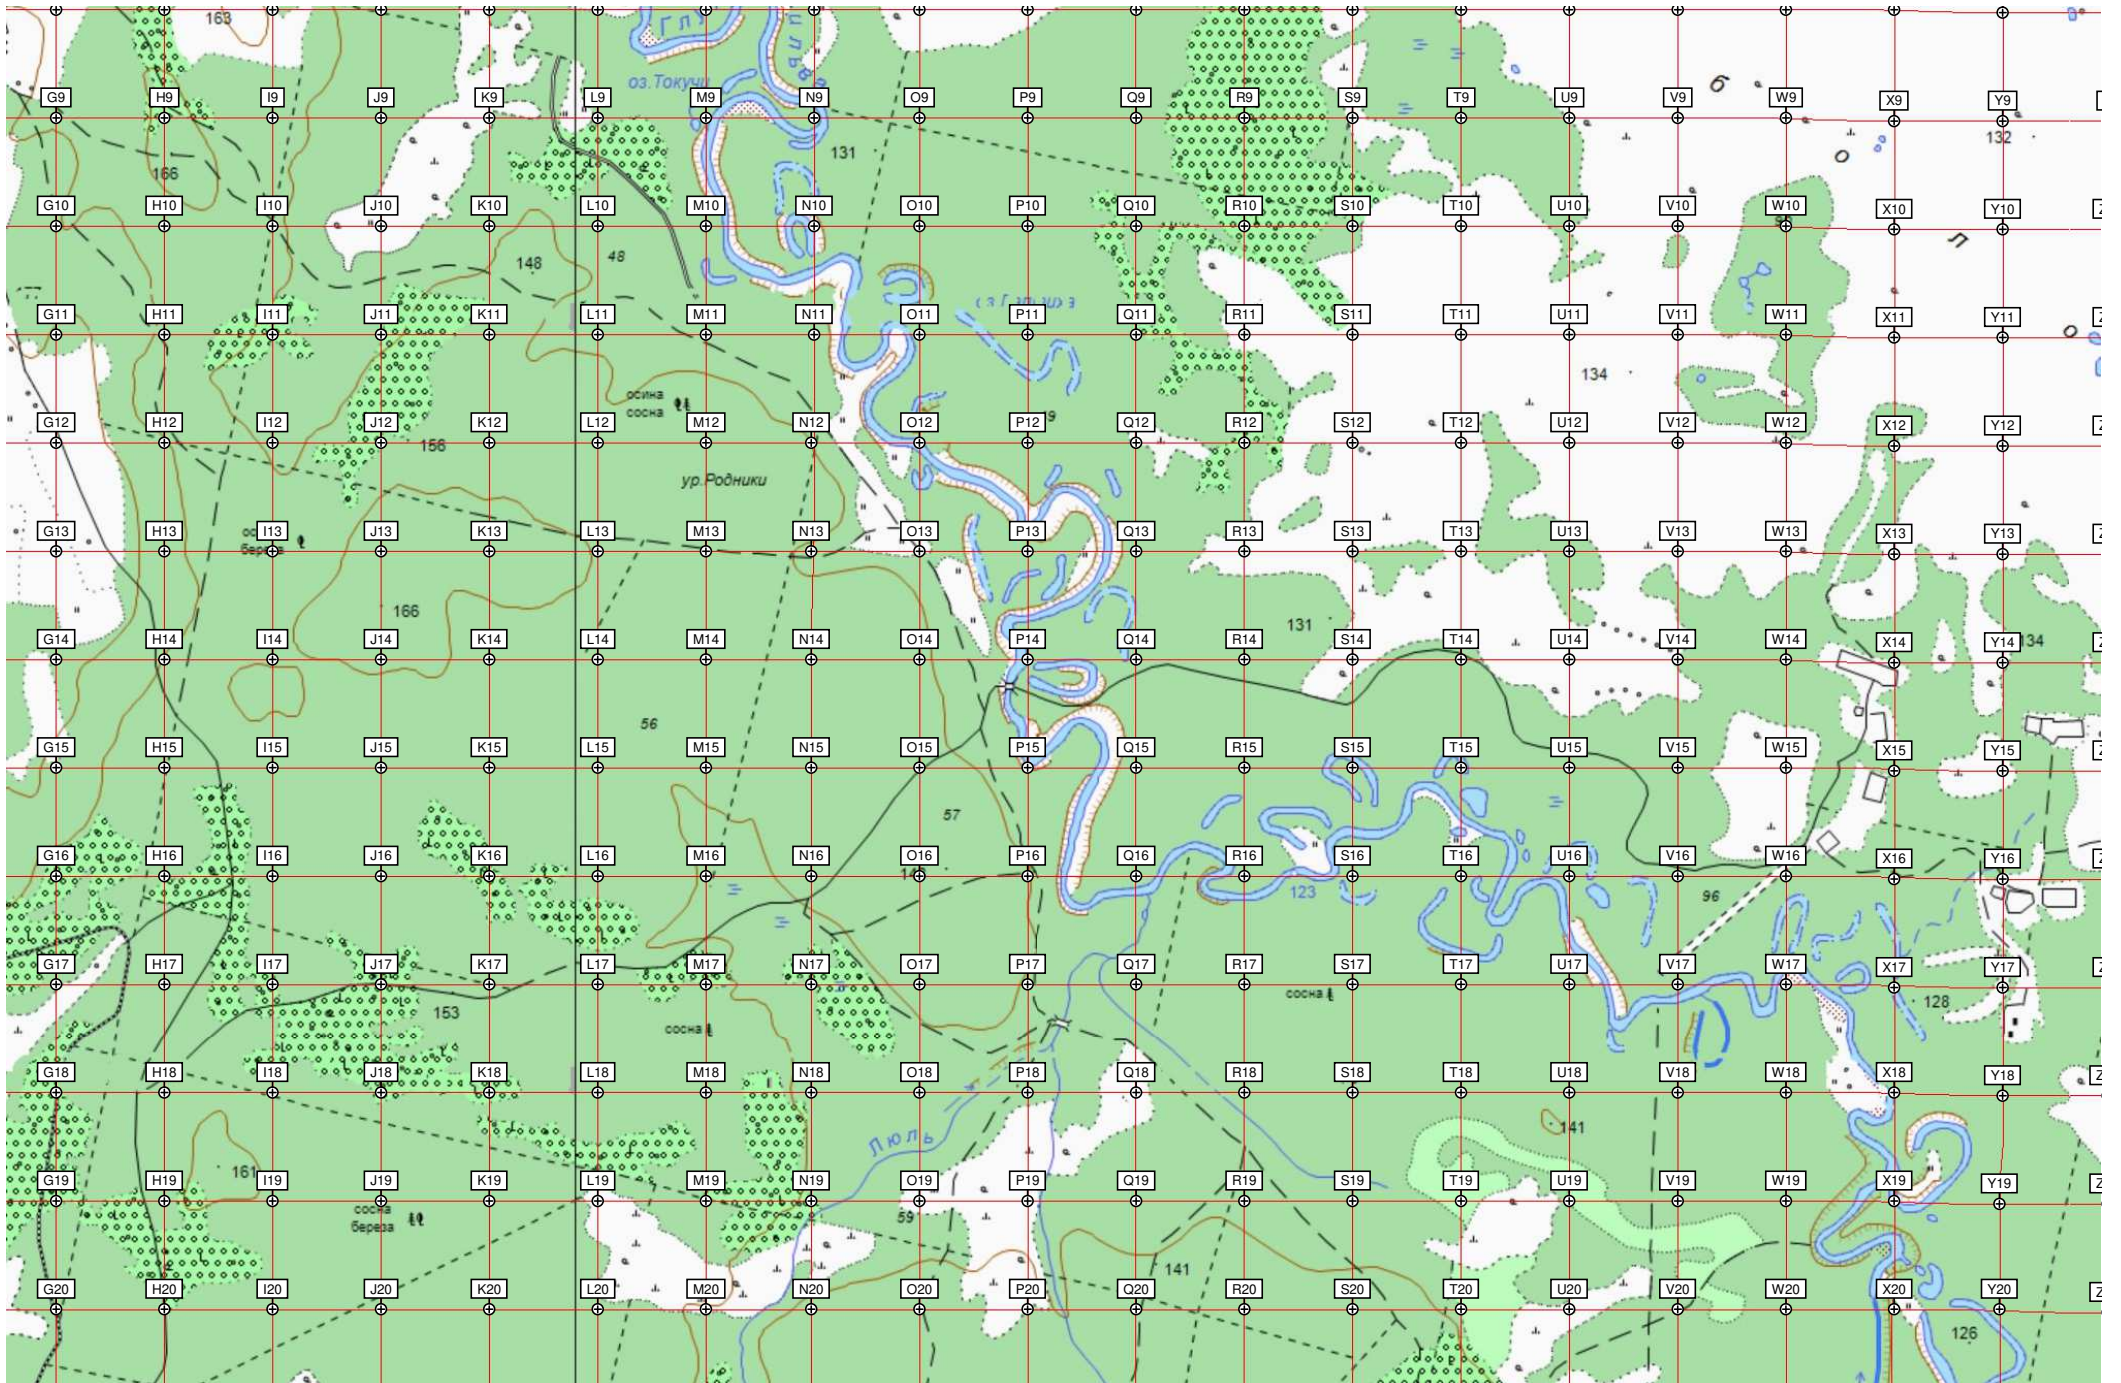 163
Глу
оз.Токучи
G9 H9 I9 J9 K9 L9 M9 N9 O9 P9 Q9 R9 S9 T9 U9 V9 W9 X9 Y9
б
о
л
о
132
131
166
G10 H10 I10 J10 K10 L10 M10 N10 O10 P10 Q10 R10 S10 T10 U10 V10 W10 X10 Y10 Z
148
48
G11 H11 I11 J11 K11 L11 M11 N11 O11 P11 Q11 R11 S11 T11 U11 V11 W11 X11 Y11 Z
134
осина
сосна
G12 H12 I12 J12 K12 L12 M12 N12 O12 P12 Q12 R12 S12 T12 U12 V12 W12 X12 Y12 Z
156
ур.Родники
G13 H13 I13 J13 K13 L13 M13 N13 O13 P13 Q13 R13 S13 T13 U13 V13 W13 X13 Y13 Z
166
131
G14 H14 I14 J14 K14 L14 M14 N14 O14 P14 Q14 R14 S14 T14 U14 V14 W14 X14 Y14 Z
134
56
G15 H15 I15 J15 K15 L15 M15 N15 O15 P15 Q15 R15 S15 T15 U15 V15 W15 X15 Y15 Z
57
G16 H16 I16 J16 K16 L16 M16 N16 O16 P16 Q16 R16 S16 T16 U16 V16 W16 X16 Y16 Z
123
96
G17 H17 I17 J17 K17 L17 M17 N17 O17 P17 Q17 R17 S17 T17 U17 V17 W17 X17 Y17 Z
сосна
128
153
сосна
G18 H18 I18 J18 K18 L18 M18 N18 O18 P18 Q18 R18 S18 T18 U18 V18 W18 X18 Y18 Z
Люль
141
161
G19 H19 I19 J19 K19 L19 M19 N19 O19 P19 Q19 R19 S19 T19 U19 V19 W19 X19 Y19 Z
сосна
береза
59
141
G20 H20 I20 J20 K20 L20 M20 N20 O20 P20 Q20 R20 S20 T20 U20 V20 W20 X20 Y20 Z
126